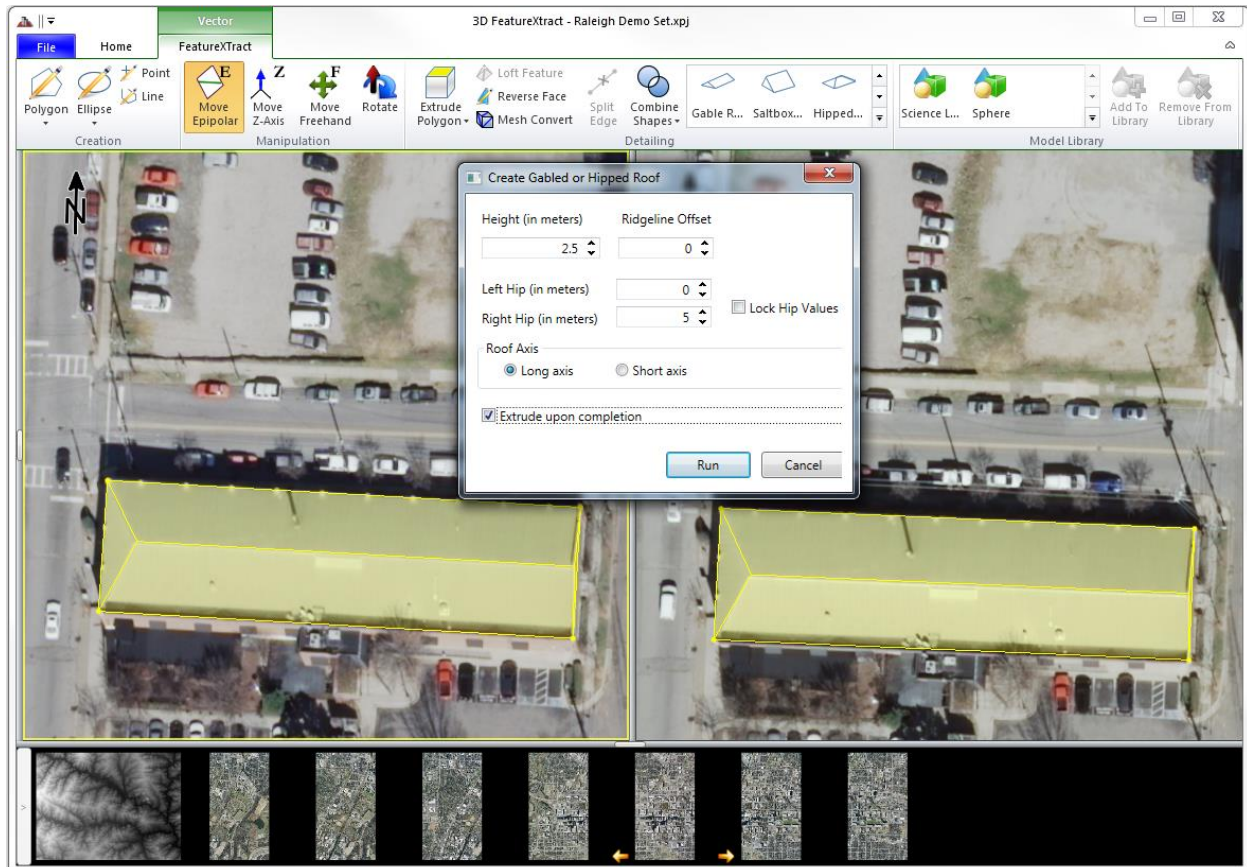 Vector
3D FeatureXtract - Raleigh Demo Set.xpj
File
Home
FeatureXTract
Polygon
Ellipse
Point
Line
Creation
E
Move Epipolar
Z
Move Z-Axis
F
Move Freehand
Rotate
Manipulation
Extrude Polygon
Loft Feature
Reverse Face
Mesh Convert
Split Edge
Combine Shapes
Gable R...
Saltbox...
Hipped...
Detailing
Science L...
Sphere
Add To Library
Remove From Library
Model Library
N
Create Gabled or Hipped Roof
Height (in meters)
Ridgeline Offset
2.5
0
Left Hip (in meters)
0
Right Hip (in meters)
5
Lock Hip Values
Roof Axis
Long axis
Short axis
Extrude upon completion
Run
Cancel